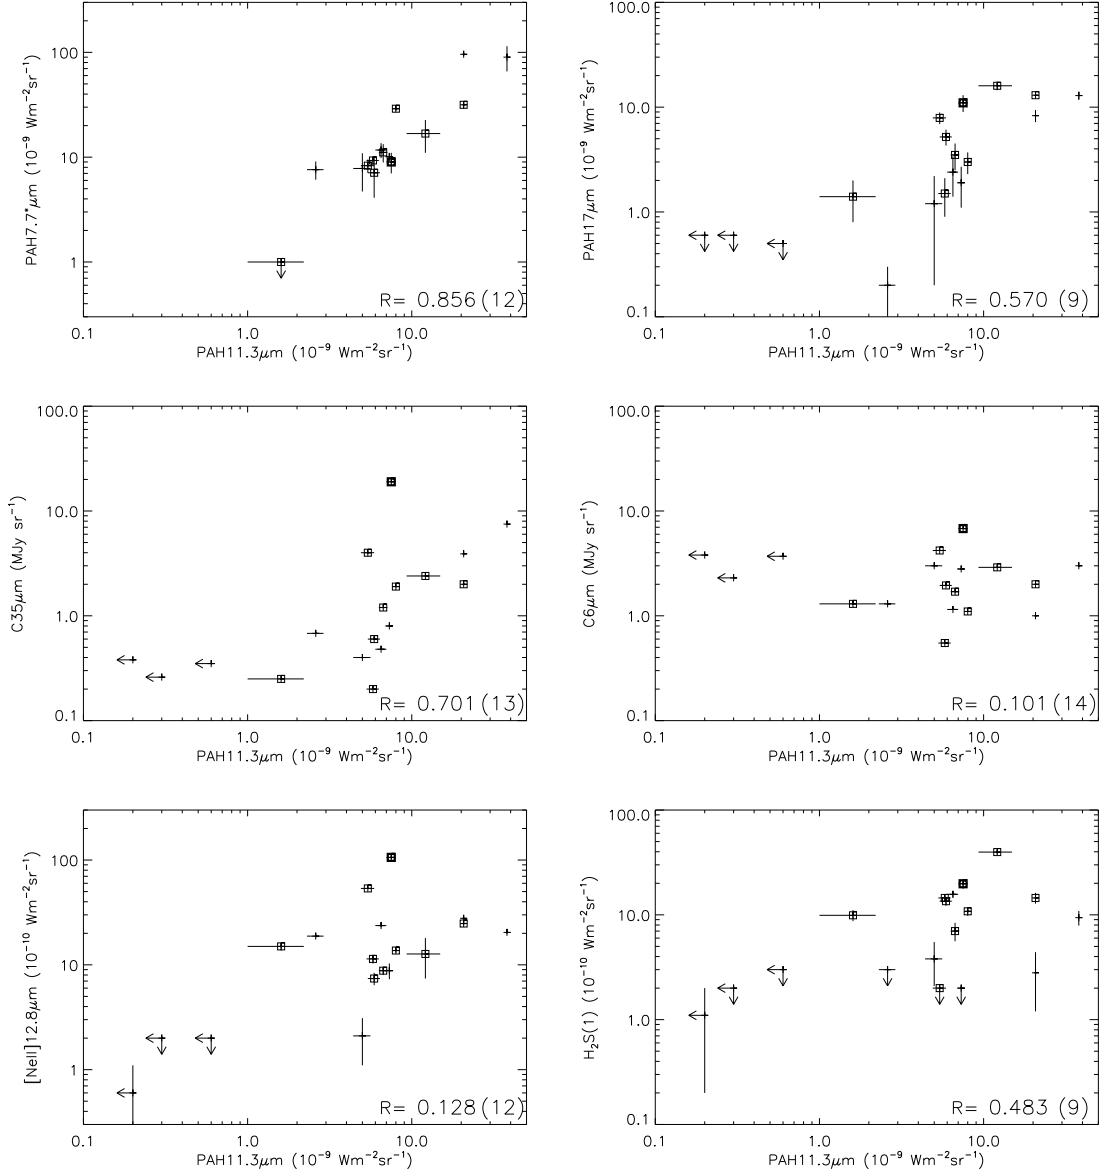 100
10
1
PAH7.7*μm (10⁻⁹ Wm⁻²sr⁻¹)
R= 0.856 (12)
0.1 1.0 10.0
PAH11.3μm (10⁻⁹ Wm⁻²sr⁻¹)
100.0
10.0
1.0
0.1
PAH17μm (10⁻⁹ Wm⁻²sr⁻¹)
R= 0.570 (9)
0.1 1.0 10.0
PAH11.3μm (10⁻⁹ Wm⁻²sr⁻¹)
100.0
10.0
1.0
0.1
C35μm (MJy sr⁻¹)
R= 0.701 (13)
0.1 1.0 10.0
PAH11.3μm (10⁻⁹ Wm⁻²sr⁻¹)
100.0
10.0
1.0
0.1
C6μm (MJy sr⁻¹)
R= 0.101 (14)
0.1 1.0 10.0
PAH11.3μm (10⁻⁹ Wm⁻²sr⁻¹)
100
10
1
[NeII]12.8μm (10⁻¹⁰ Wm⁻²sr⁻¹)
R= 0.128 (12)
0.1 1.0 10.0
PAH11.3μm (10⁻⁹ Wm⁻²sr⁻¹)
100.0
10.0
1.0
0.1
H₂S(1) (10⁻¹⁰ Wm⁻²sr⁻¹)
R= 0.483 (9)
0.1 1.0 10.0
PAH11.3μm (10⁻⁹ Wm⁻²sr⁻¹)